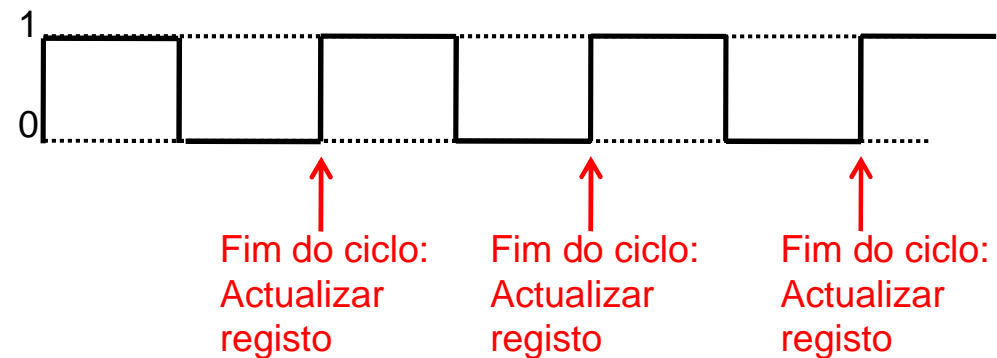 1
0
Fim do ciclo:
Actualizar
registo
Fim do ciclo:
Actualizar
registo
Fim do ciclo:
Actualizar
registo